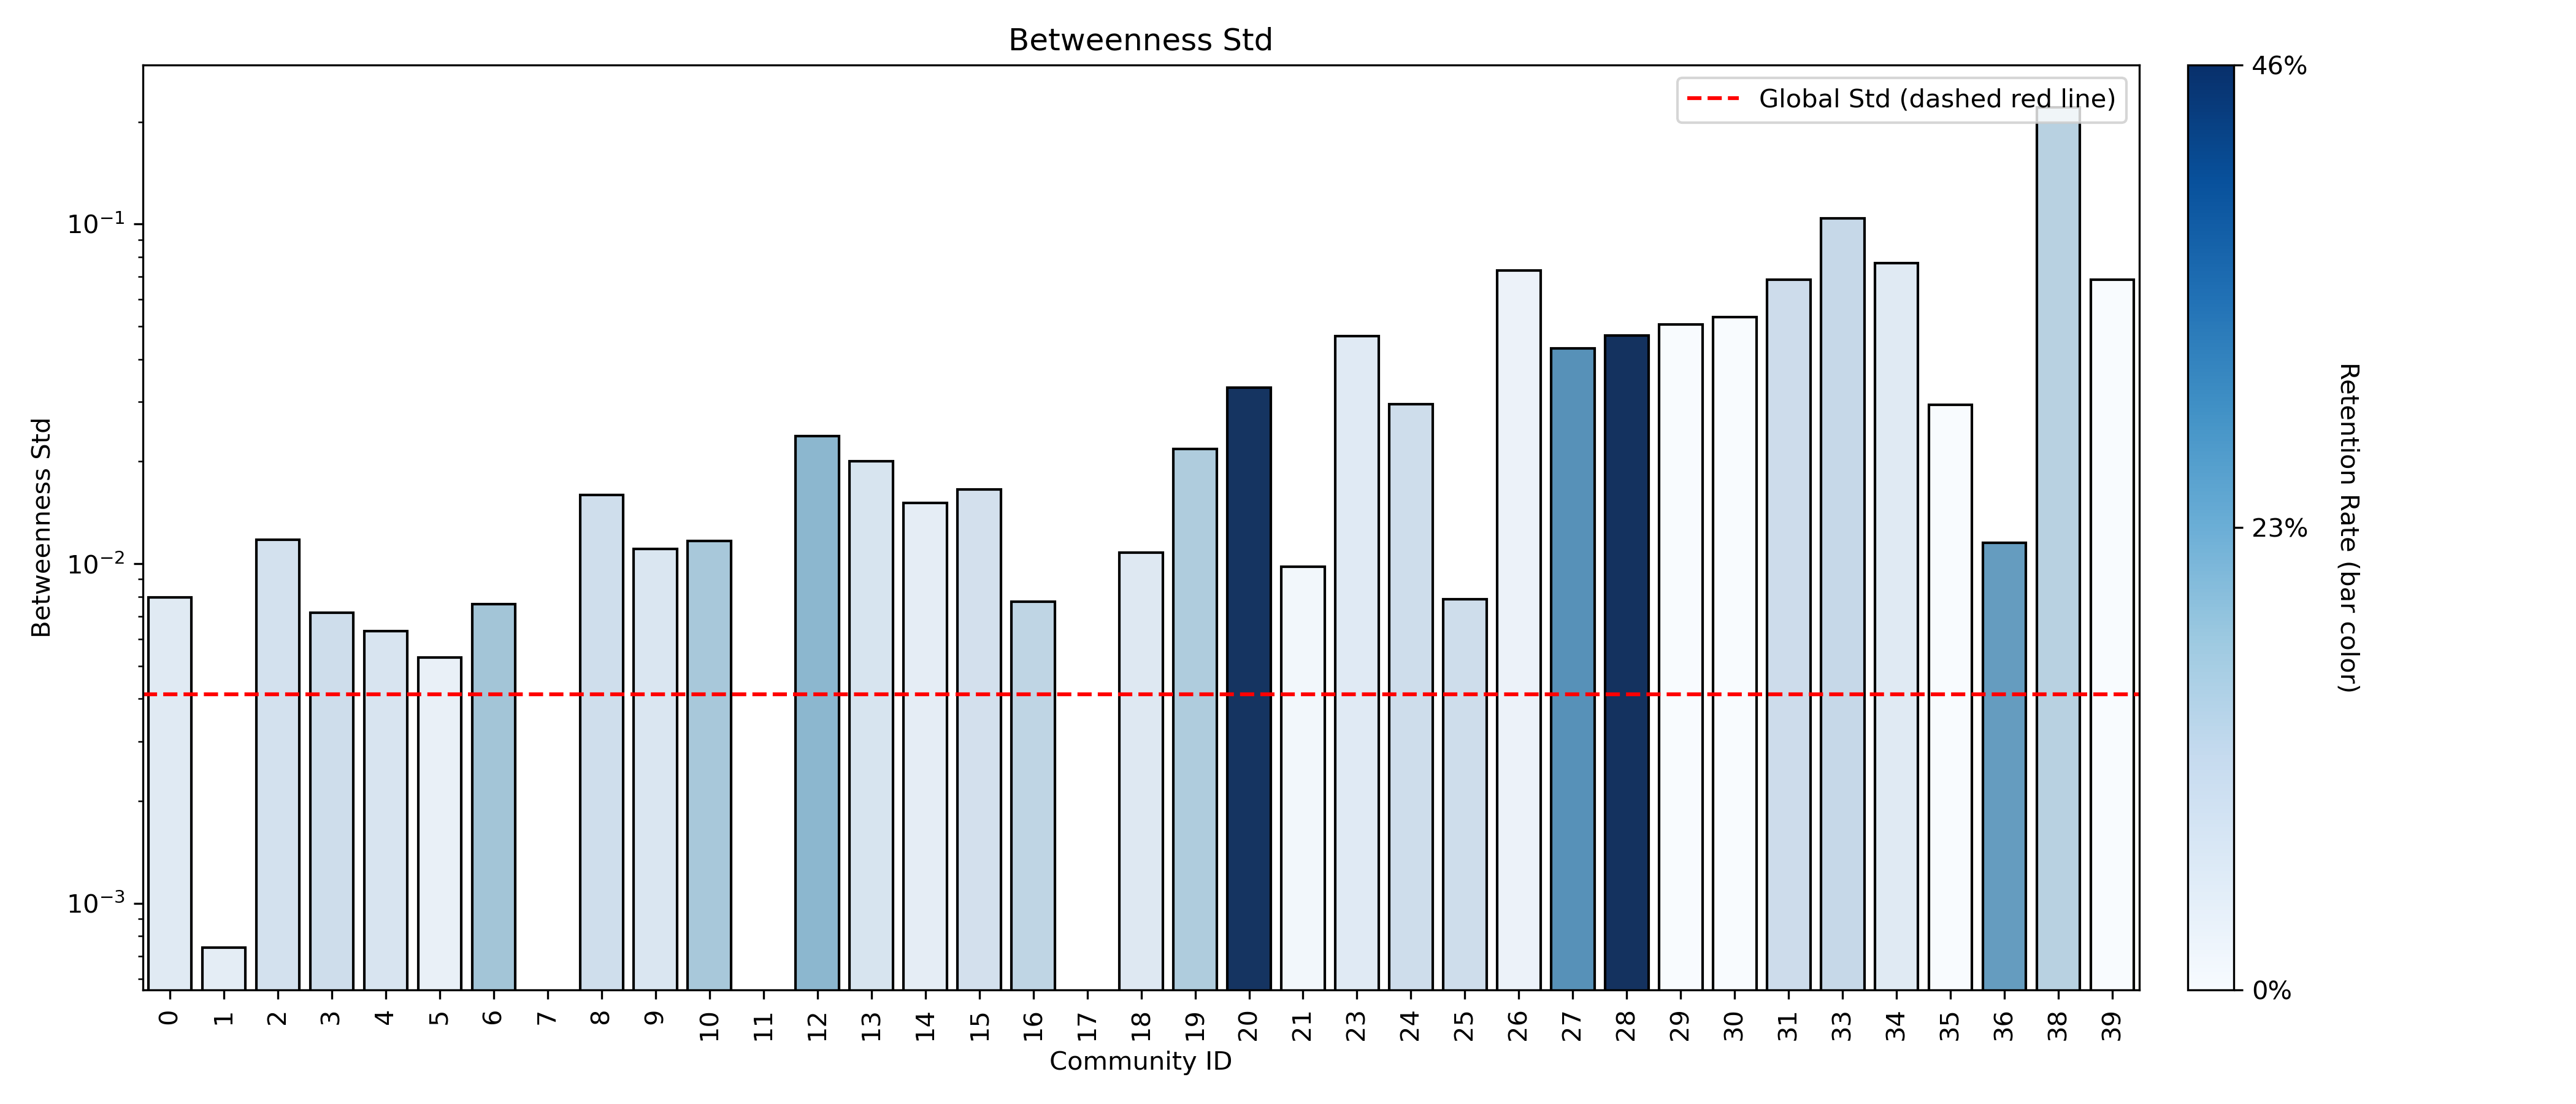 Betweenness Std
Global Std (dashed red line)
Betweenness Std
10⁻¹
10⁻²
10⁻³
0 1 2 3 4 5 6 7 8 9 10 11 12 13 14 15 16 17 18 19 20 21 23 24 25 26 27 28 29 30 31 33 34 35 36 38 39
Community ID
46%
23%
0%
Retention Rate (bar color)